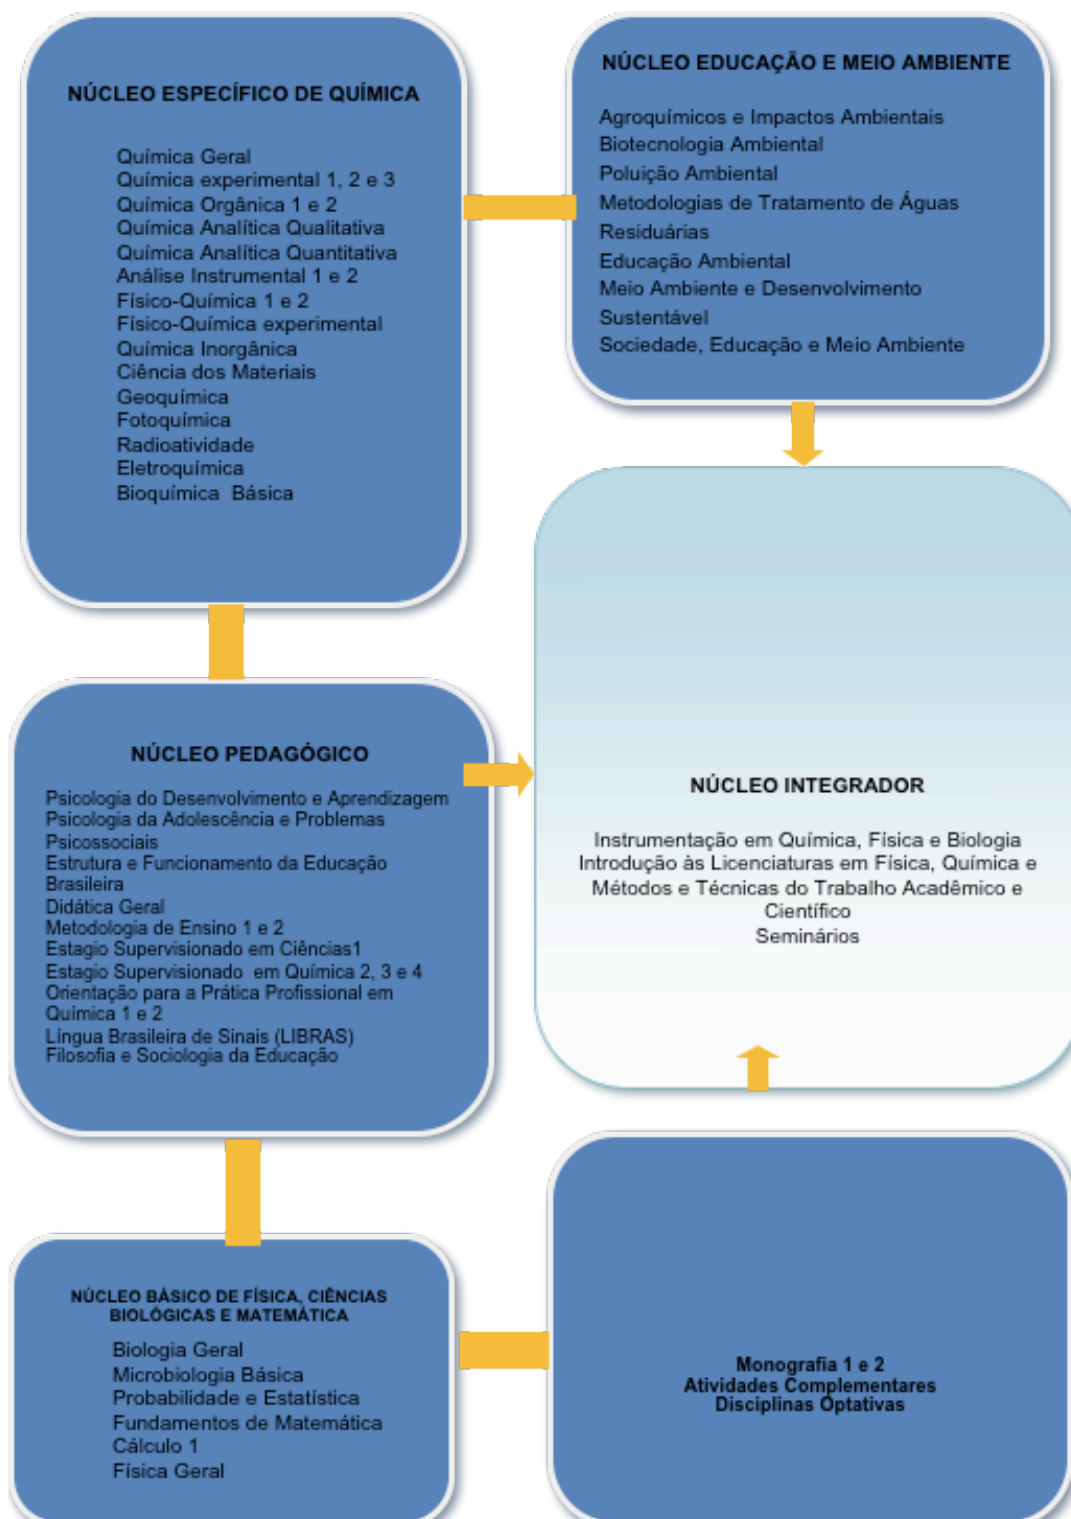 NÚCLEO ESPECÍFICO DE QUÍMICA
Química Geral
Química experimental 1, 2 e 3
Química Orgânica 1 e 2
Química Analítica Qualitativa
Química Analítica Quantitativa
Análise Instrumental 1 e 2
Físico-Química 1 e 2
Físico-Química experimental
Química Inorgânica
Ciência dos Materiais
Geoquímica
Fotoquímica
Radioatividade
Eletroquímica
Bioquímica Básica
NÚCLEO EDUCAÇÃO E MEIO AMBIENTE
Agroquímicos e Impactos Ambientais
Biotecnologia Ambiental
Poluição Ambiental
Metodologias de Tratamento de Águas
Residuárias
Educação Ambiental
Meio Ambiente e Desenvolvimento
Sustentável
Sociedade, Educação e Meio Ambiente
NÚCLEO PEDAGÓGICO
Psicologia do Desenvolvimento e Aprendizagem
Psicologia da Adolescência e Problemas
Psicossociais
Estrutura e Funcionamento da Educação
Brasileira
Didática Geral
Metodologia de Ensino 1 e 2
Estagio Supervisionado em Ciências1
Estagio Supervisionado em Química 2, 3 e 4
Orientação para a Prática Profissional em
Química 1 e 2
Língua Brasileira de Sinais (LIBRAS)
Filosofia e Sociologia da Educação
NÚCLEO INTEGRADOR
Instrumentação em Química, Física e Biologia
Introdução às Licenciaturas em Física, Química e
Métodos e Técnicas do Trabalho Acadêmico e
Científico
Seminários
NÚCLEO BÁSICO DE FÍSICA, CIÊNCIAS
BIOLÓGICAS E MATEMÁTICA
Biologia Geral
Microbiologia Básica
Probabilidade e Estatística
Fundamentos de Matemática
Cálculo 1
Física Geral
Monografia 1 e 2
Atividades Complementares
Disciplinas Optativas